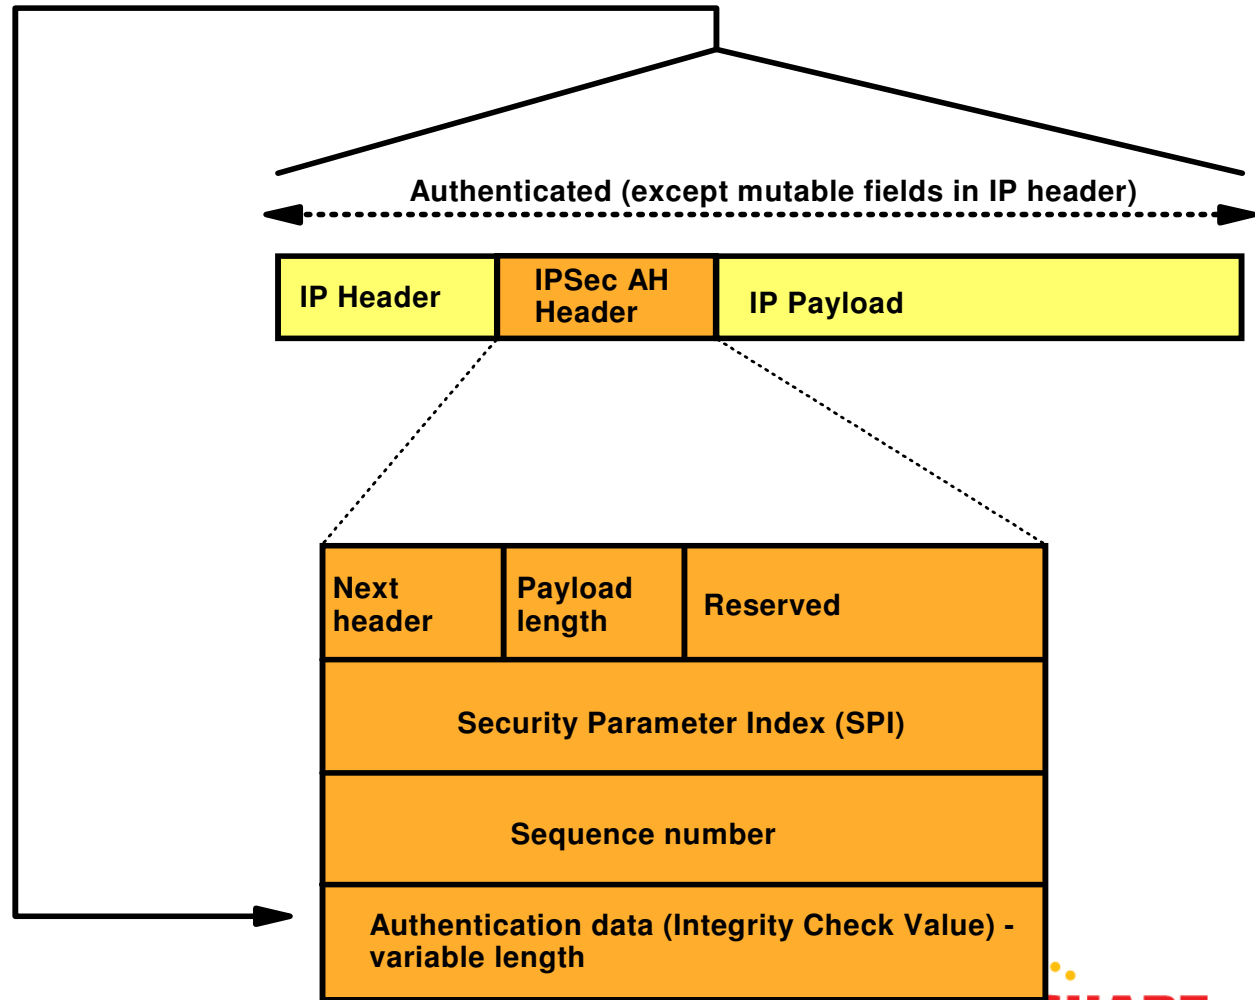 Authenticated (except mutable fields in IP header)
IP Header
IPSec AH
Header
IP Payload
Next
header
Payload
length
Reserved
Security Parameter Index (SPI)
Sequence number
Authentication data (Integrity Check Value) -
variable length